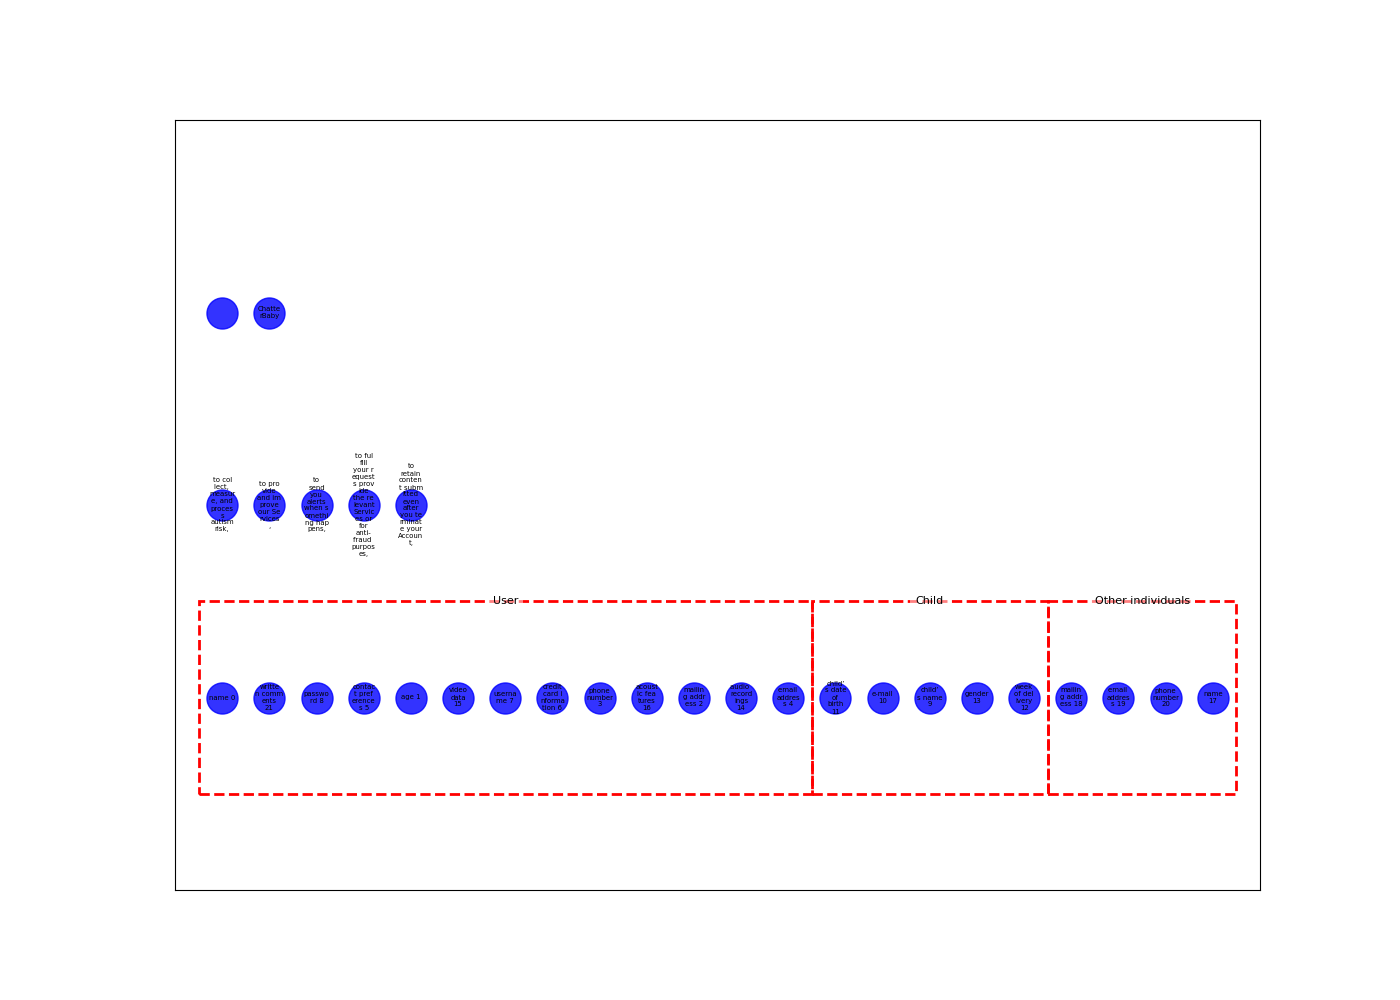 Chatte
rBaby
to col
lect,
measur
e, and
proces
s
autism
risk,
to pro
vide
and im
prove
our Se
rvices
,
to
send
you
alerts
when s
omethi
ng hap
pens,
to ful
fill
your r
equest
s prov
ide
the re
levant
Servic
es or
for
anti-
fraud
purpos
es,
to
retain
conten
t subm
itted
even
after
you te
rminat
e your
Accoun
t,
User
Child
Other individuals
name 0
writte
n comm
ents
21
passwo
rd 8
contac
t pref
erence
s 5
age 1
video
data
15
userna
me 7
credit
card i
nforma
tion 6
phone
number
3
acoust
ic fea
tures
16
mailin
g addr
ess 2
audio
record
ings
14
email
addres
s 4
child'
s date
of
birth
11
e-mail
10
child'
s name
9
gender
13
week
of del
ivery
12
mailin
g addr
ess 18
email
addres
s 19
phone
number
20
name
17